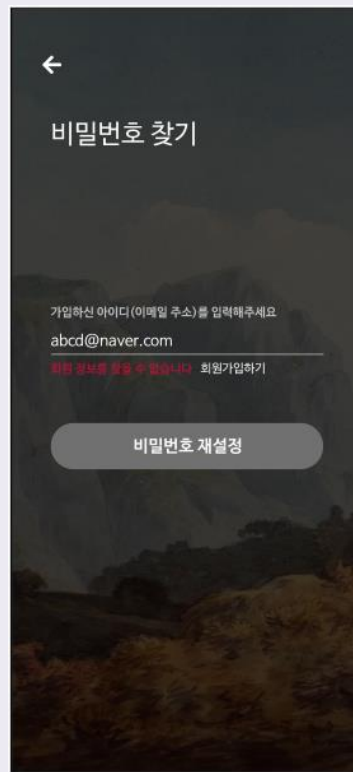 비밀번호 찾기
가입하신 아이디(이메일 주소)를 입력해주세요
abcd@naver.com
회원 정보를 찾을 수 없습니다 회원가입하기
비밀번호 재설정